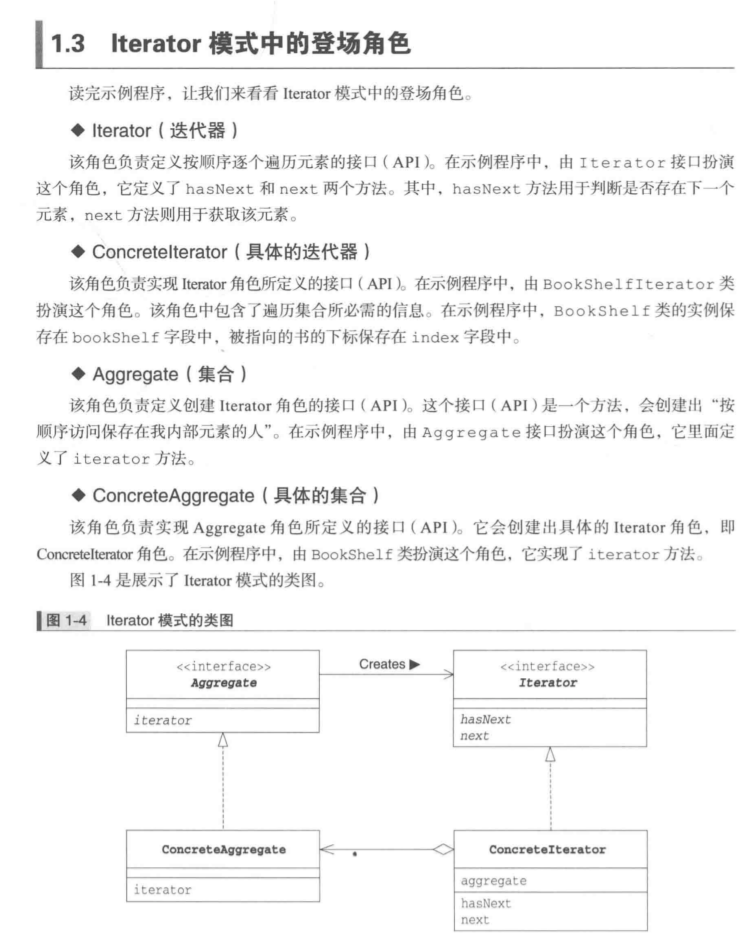 1.3 Iterator 模式中的登场角色
读完示例程序，让我们来看看 Iterator 模式中的登场角色。
◆ Iterator（迭代器）
该角色负责定义按顺序逐个遍历元素的接口（API）。在示例程序中，由 Iterator 接口扮演
这个角色，它定义了 hasNext 和 next 两个方法。其中，hasNext 方法用于判断是否存在下一个
元素，next 方法则用于获取该元素。
◆ ConcreteIterator（具体的迭代器）
该角色负责实现 Iterator 角色所定义的接口（API）。在示例程序中，由 BookShelfIterator 类
扮演这个角色。该角色中包含了遍历集合所必需的信息。在示例程序中，BookShelf 类的实例保
存在 bookShelf 字段中，被指向的书的下标保存在 index 字段中。
◆ Aggregate（集合）
该角色负责定义创建 Iterator 角色的接口（API）。这个接口（API）是一个方法，会创建出“按
顺序访问保存在我内部元素的人”。在示例程序中，由 Aggregate 接口扮演这个角色，它里面定
义了 iterator 方法。
◆ ConcreteAggregate（具体的集合）
该角色负责实现 Aggregate 角色所定义的接口（API）。它会创建出具体的 Iterator 角色，即
ConcreteIterator 角色。在示例程序中，由 BookShelf 类扮演这个角色，它实现了 iterator 方法。
图 1-4 是展示了 Iterator 模式的类图。
图 1-4 Iterator 模式的类图
<<interface>>
Aggregate
iterator
Creates ▶
<<interface>>
Iterator
hasNext
next
ConcreteAggregate
iterator
ConcreteIterator
aggregate
hasNext
next